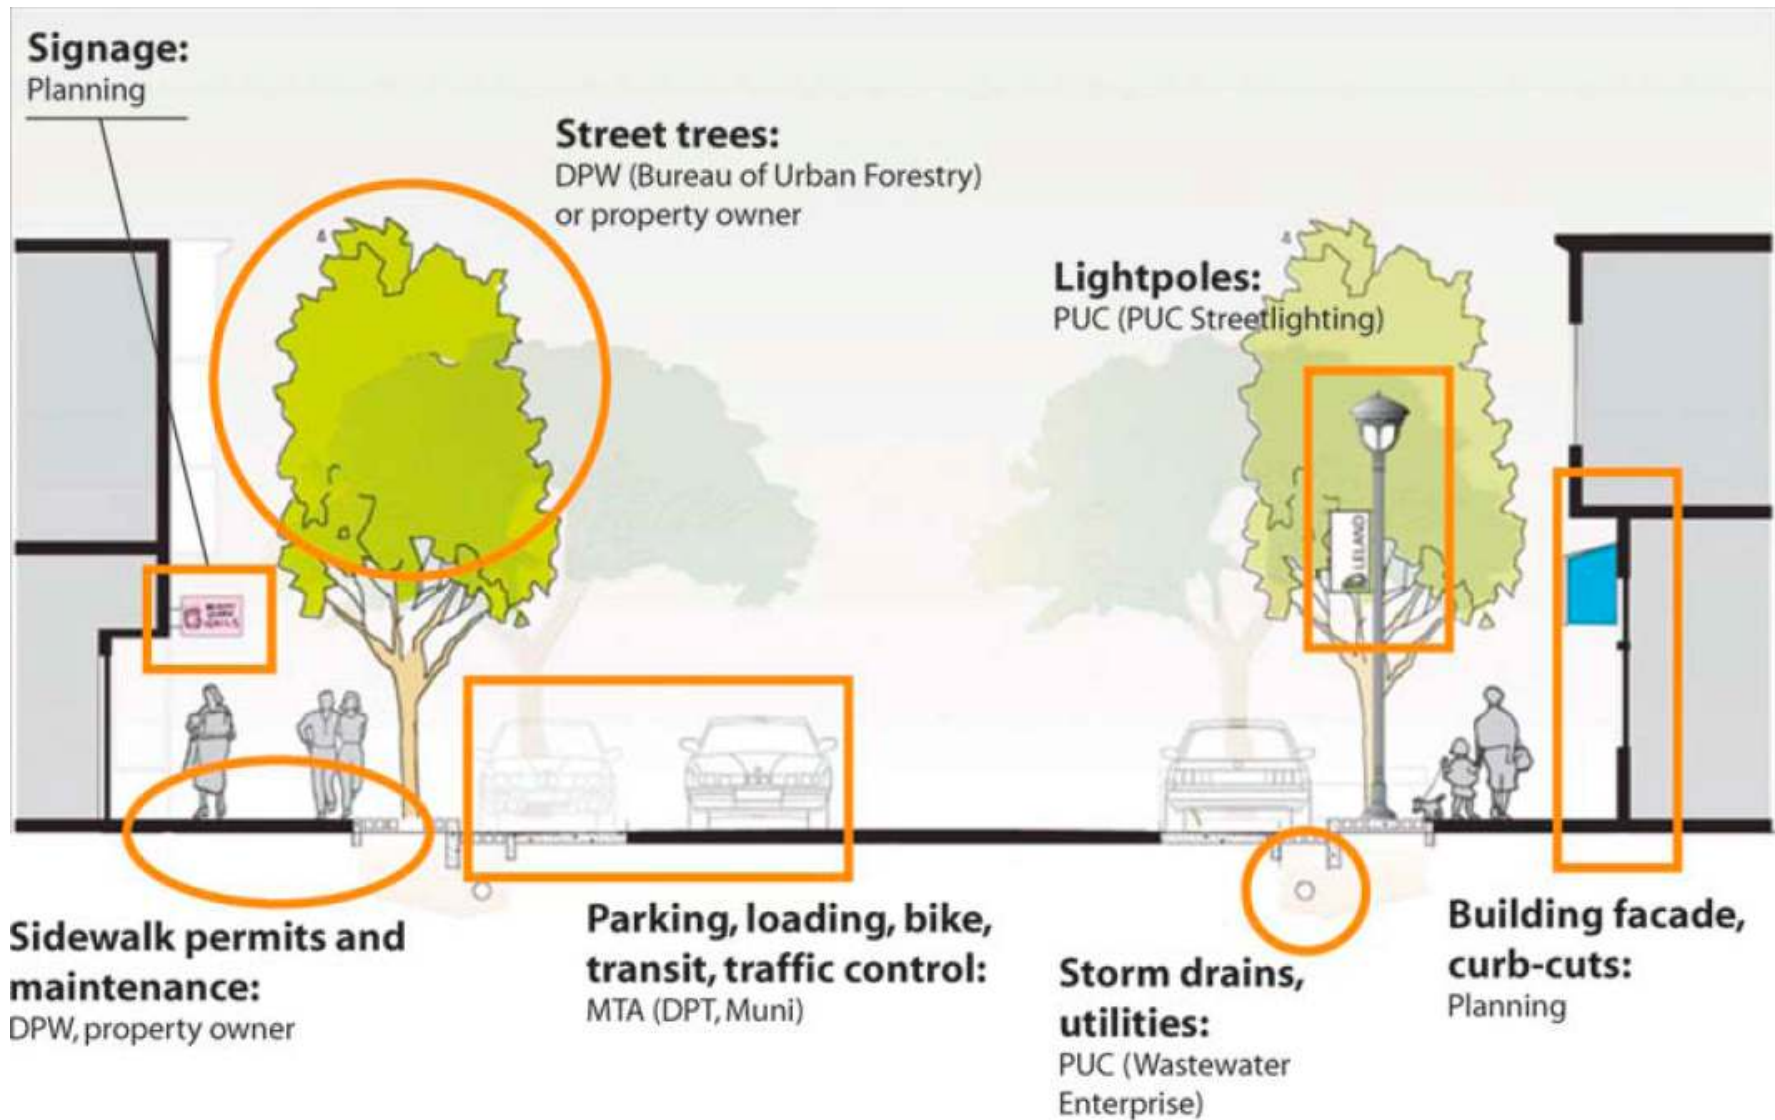 Signage:
Planning
Street trees:
DPW (Bureau of Urban Forestry)
or property owner
Lightpoles:
PUC (PUC Streetlighting)
LELAND
Sidewalk permits and
maintenance:
DPW, property owner
Parking, loading, bike,
transit, traffic control:
MTA (DPT, Muni)
Storm drains,
utilities:
PUC (Wastewater
Enterprise)
Building facade,
curb-cuts:
Planning